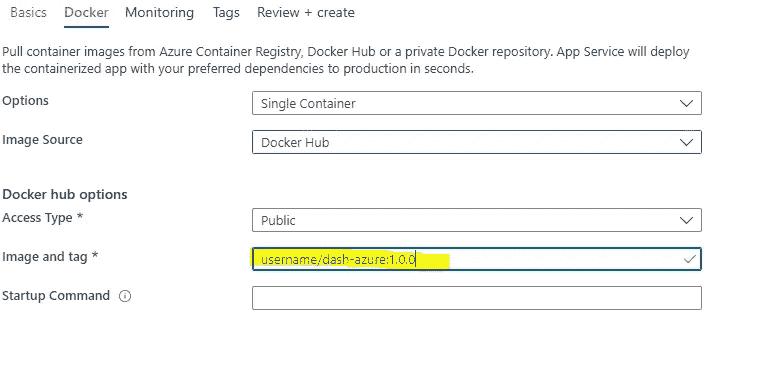 Basics Docker Monitoring Tags Review + create
Pull container images from Azure Container Registry, Docker Hub or a private Docker repository. App Service will deploy
the containerized app with your preferred dependencies to production in seconds.
Options Single Container
Image Source Docker Hub
Docker hub options
Access Type * Public
Image and tag * username/dash-azure:1.0.0
Startup Command